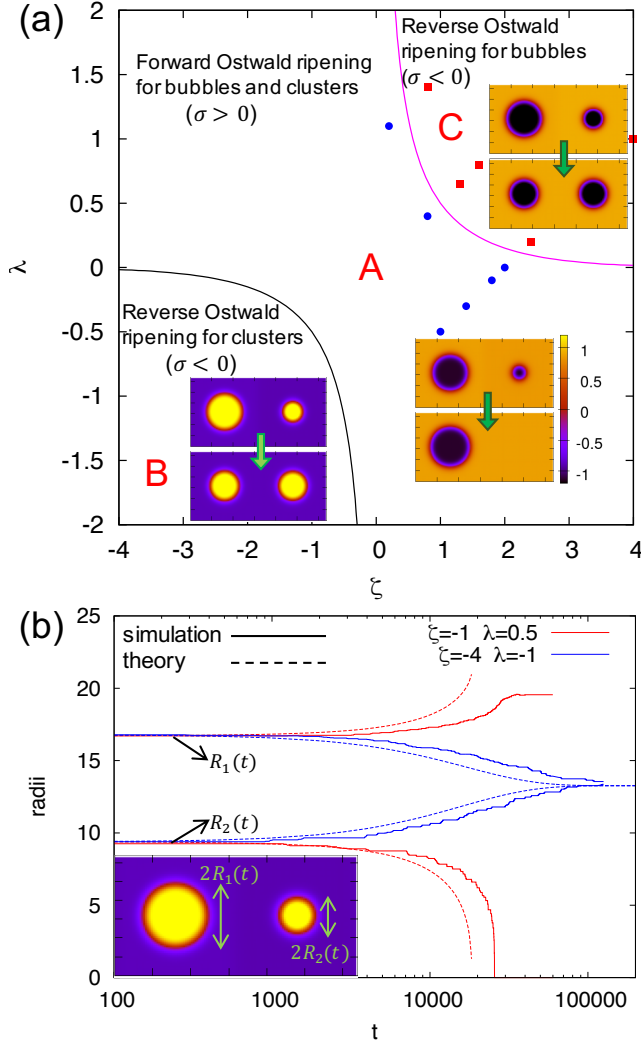 (a)
Forward Ostwald ripening
for bubbles and clusters
(σ > 0)
Reverse Ostwald
ripening for bubbles
(σ < 0)
C
A
Reverse Ostwald
ripening for clusters
(σ < 0)
B
2
1.5
1
0.5
0
-0.5
-1
-1.5
-2
λ
-4
-3
-2
-1
0
1
2
3
4
ζ
1
0.5
0
-0.5
-1
(b)
simulation
theory
ζ=-1 λ=0.5
ζ=-4 λ=-1
R₁(t)
R₂(t)
2R₁(t)
2R₂(t)
25
20
15
10
5
0
radii
100
1000
10000
100000
t